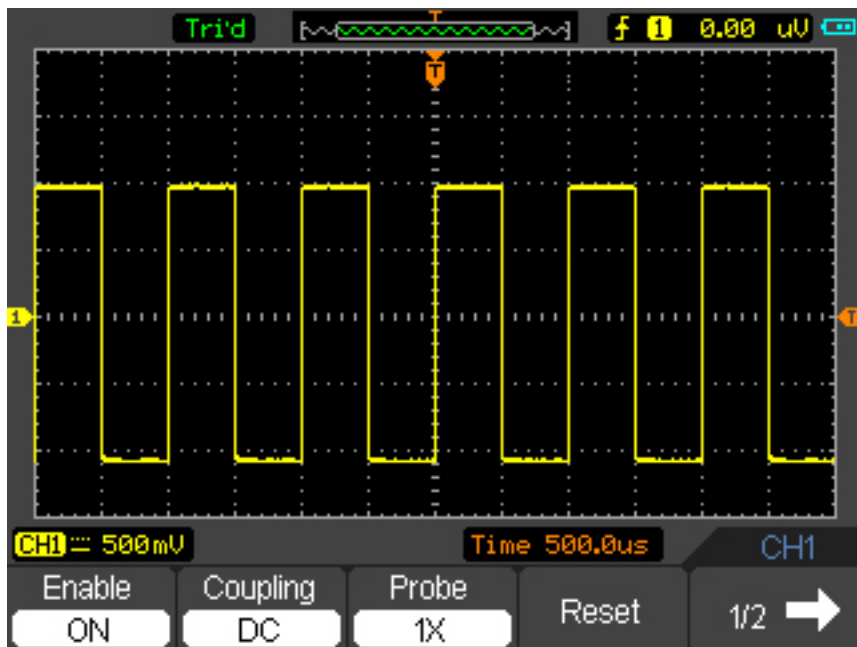 Tri'd T f 1 0.00 uV
T
1 T
CH1 500mV Time 500.0us CH1
Enable Coupling Probe Reset 1/2
ON DC 1X